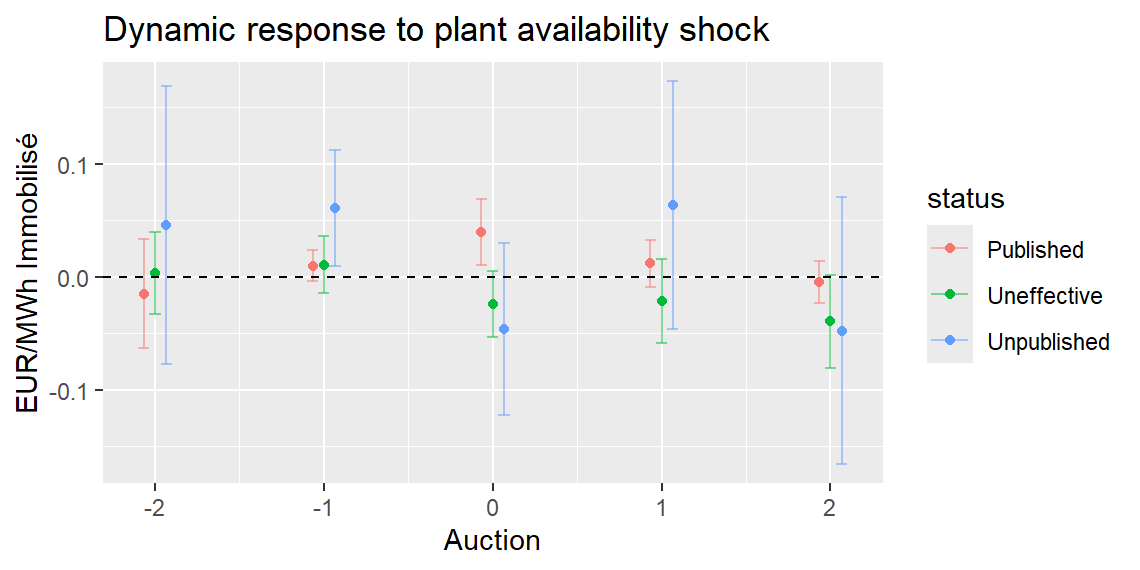 Dynamic response to plant availability shock
EUR/MWh Immobilisé
0.1
0.0
-0.1
-2
-1
0
1
2
Auction
status
Published
Uneffective
Unpublished